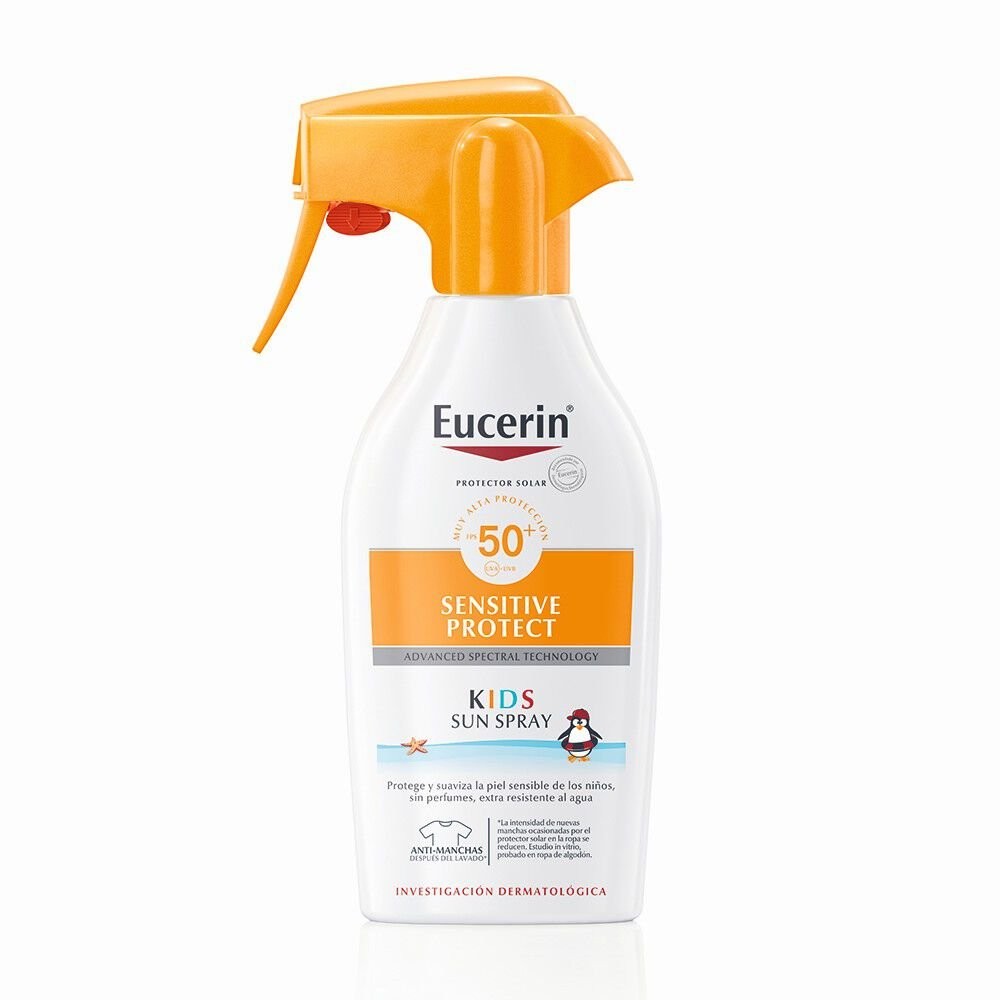 Eucerin®
PROTECTOR SOLAR
Eucerin
MUY ALTA PROTECCIÓN
FPS 50+
UVA+UVB
SENSITIVE
PROTECT
ADVANCED SPECTRAL TECHNOLOGY
KIDS
SUN SPRAY
Protege y suaviza la piel sensible de los niños,
sin perfumes, extra resistente al agua
ANTI-MANCHAS
DESPUÉS DEL LAVADO*
*La intensidad de nuevas
manchas ocasionadas por el
protector solar en la ropa se
reducen. Estudio in vitrio,
probado en ropa de algodón.
INVESTIGACIÓN DERMATOLÓGICA